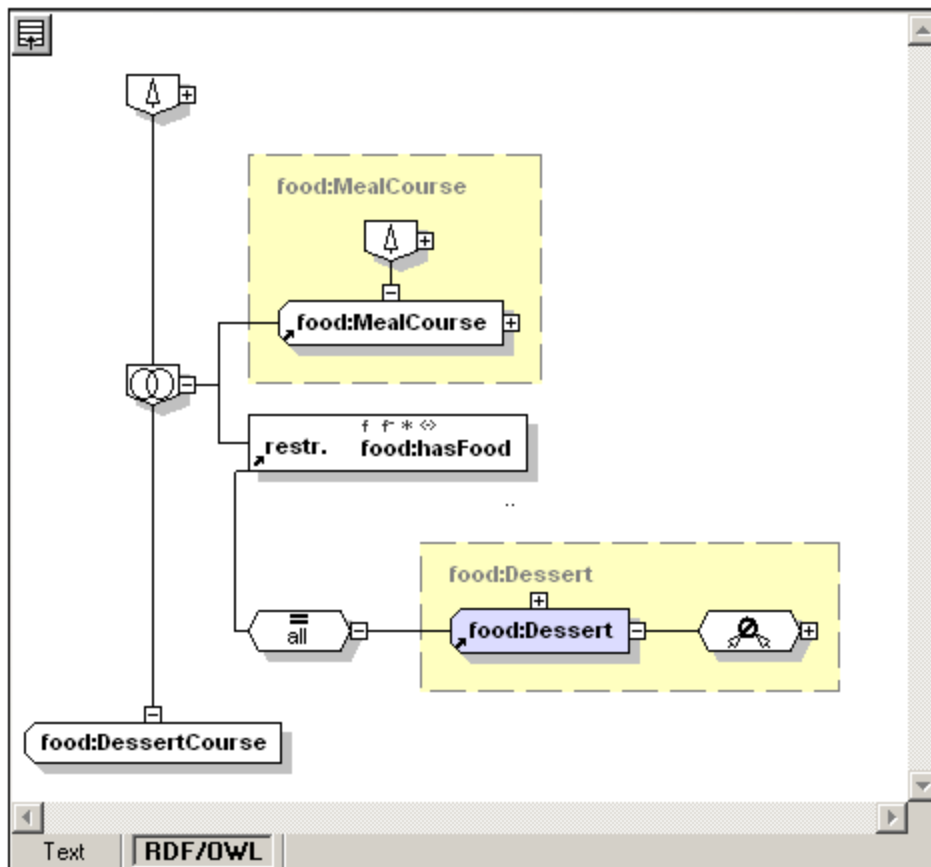 food:MealCourse
food:MealCourse
f f * <>
restr. food:hasFood
..
food:Dessert
= all
food:Dessert
food:DessertCourse
Text RDF/OWL